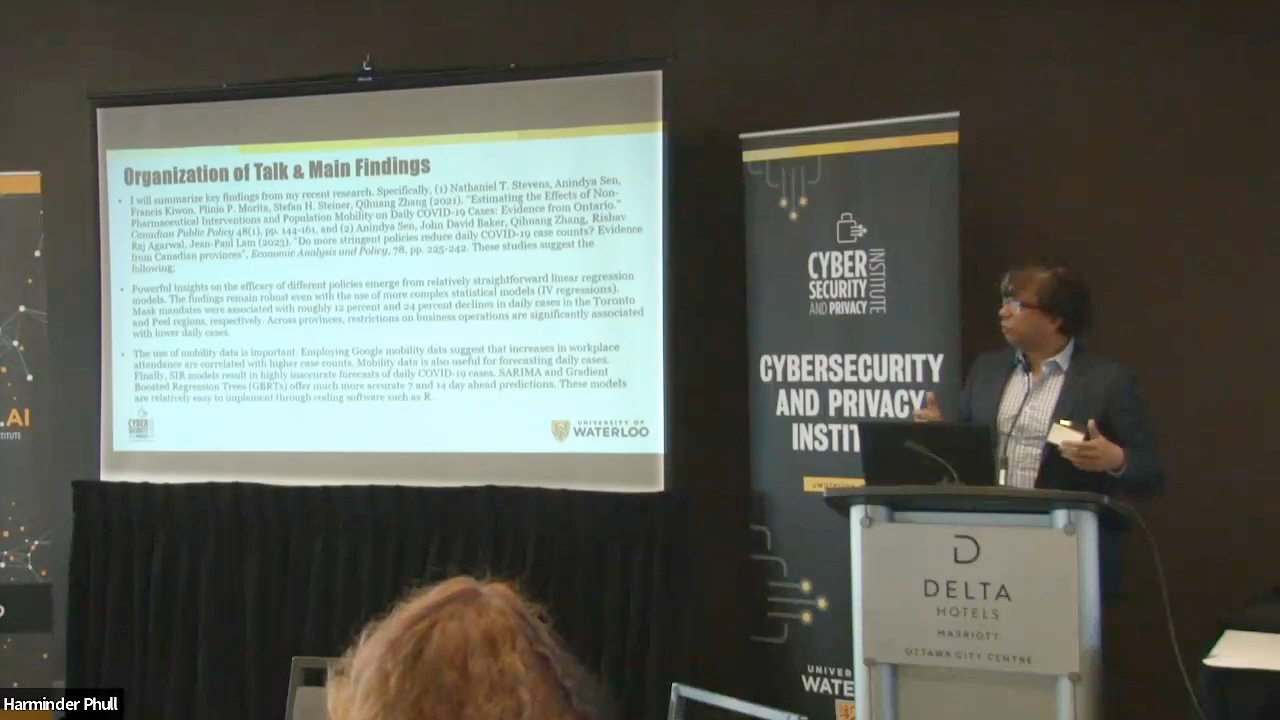 Organization of Talk & Main Findings
• I will summarize key findings from my recent research. Specifically, (1) Nathaniel T. Stevens, Anindya Sen,
Francis Kiwon, Plinio P. Morita, Stefan H. Steiner, Qihuang Zhang (2021). "Estimating the Effects of Non-
Pharmaceutical Interventions and Population Mobility on Daily COVID-19 Cases: Evidence from Ontario."
Canadian Public Policy 48(1), pp. 144-161, and (2) Anindya Sen, John David Baker, Qihuang Zhang, Rishav
Raj Agarwal, Jean-Paul Lam (2023). "Do more stringent policies reduce daily COVID-19 case counts? Evidence
from Canadian provinces", Economic Analysis and Policy, 78, pp. 225-242. These studies suggest the
following:
• Powerful insights on the efficacy of different policies emerge from relatively straightforward linear regression
models. The findings remain robust even with the use of more complex statistical models (IV regressions).
Mask mandates were associated with roughly 12 percent and 24 percent declines in daily cases in the Toronto
and Peel regions, respectively. Across provinces, restrictions on business operations are significantly associated
with lower daily cases.
• The use of mobility data is important. Employing Google mobility data suggest that increases in workplace
attendance are correlated with higher case counts. Mobility data is also useful for forecasting daily cases.
Finally, SIR models result in highly inaccurate forecasts of daily COVID-19 cases. SARIMA and Gradient
Boosted Regression Trees (GBRTs) offer much more accurate 7 and 14 day ahead predictions. These models
are relatively easy to implement through coding software such as R.
CYBER
SECURITY
UNIVERSITY OF
WATERLOO
.AI
TITUTE
CYBER
SECURITY
AND PRIVACY
INSTITUTE
CYBERSECURITY
AND PRIVACY
INSTIT
UNIVER
WATE
D
DELTA
HOTELS
MARRIOTT
OTTAWA CITY CENTRE
Harminder Phull